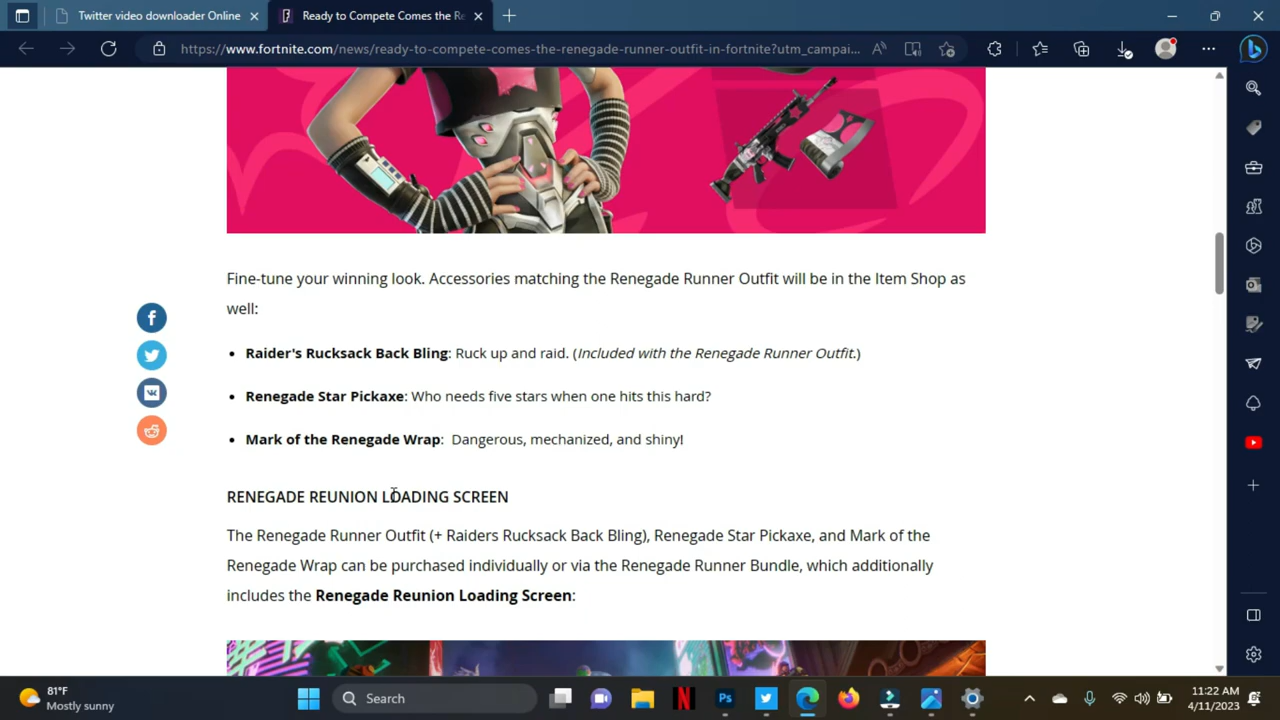 Twitter video downloader Online
Ready to Compete Comes the Re
https://www.fortnite.com/news/ready-to-compete-comes-the-renegade-runner-outfit-in-fortnite?utm_campai...
Fine-tune your winning look. Accessories matching the Renegade Runner Outfit will be in the Item Shop as
well:
• Raider's Rucksack Back Bling: Ruck up and raid. (Included with the Renegade Runner Outfit.)
• Renegade Star Pickaxe: Who needs five stars when one hits this hard?
• Mark of the Renegade Wrap: Dangerous, mechanized, and shiny!
RENEGADE REUNION LOADING SCREEN
The Renegade Runner Outfit (+ Raiders Rucksack Back Bling), Renegade Star Pickaxe, and Mark of the
Renegade Wrap can be purchased individually or via the Renegade Runner Bundle, which additionally
includes the Renegade Reunion Loading Screen:
81°F
Mostly sunny
Search
11:22 AM
4/11/2023